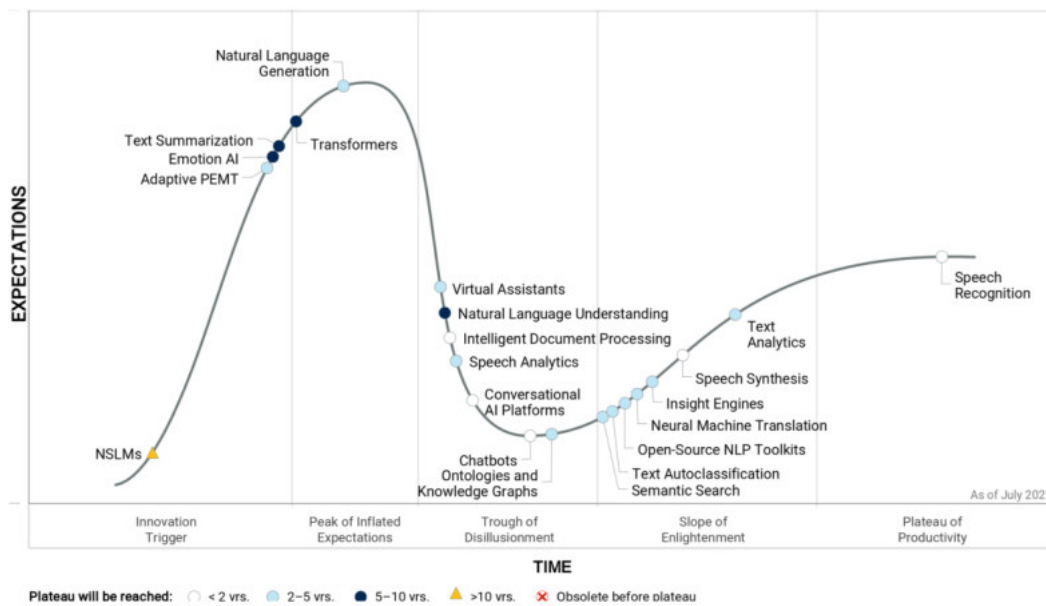 Natural Language
Generation
Text Summarization
Emotion AI
Adaptive PEMT
Transformers
NSLMs
Virtual Assistants
Natural Language Understanding
Intelligent Document Processing
Speech Analytics
Conversational
AI Platforms
Chatbots
Ontologies and
Knowledge Graphs
Semantic Search
Text Autoclassification
Open-Source NLP Toolkits
Neural Machine Translation
Insight Engines
Speech Synthesis
Text
Analytics
Speech
Recognition
EXPECTATIONS
As of July 202
Innovation
Trigger
Peak of Inflated
Expectations
Trough of
Disillusionment
Slope of
Enlightenment
Plateau of
Productivity
TIME
Plateau will be reached: < 2 yrs. 2–5 yrs. 5–10 yrs. >10 yrs. Obsolete before plateau